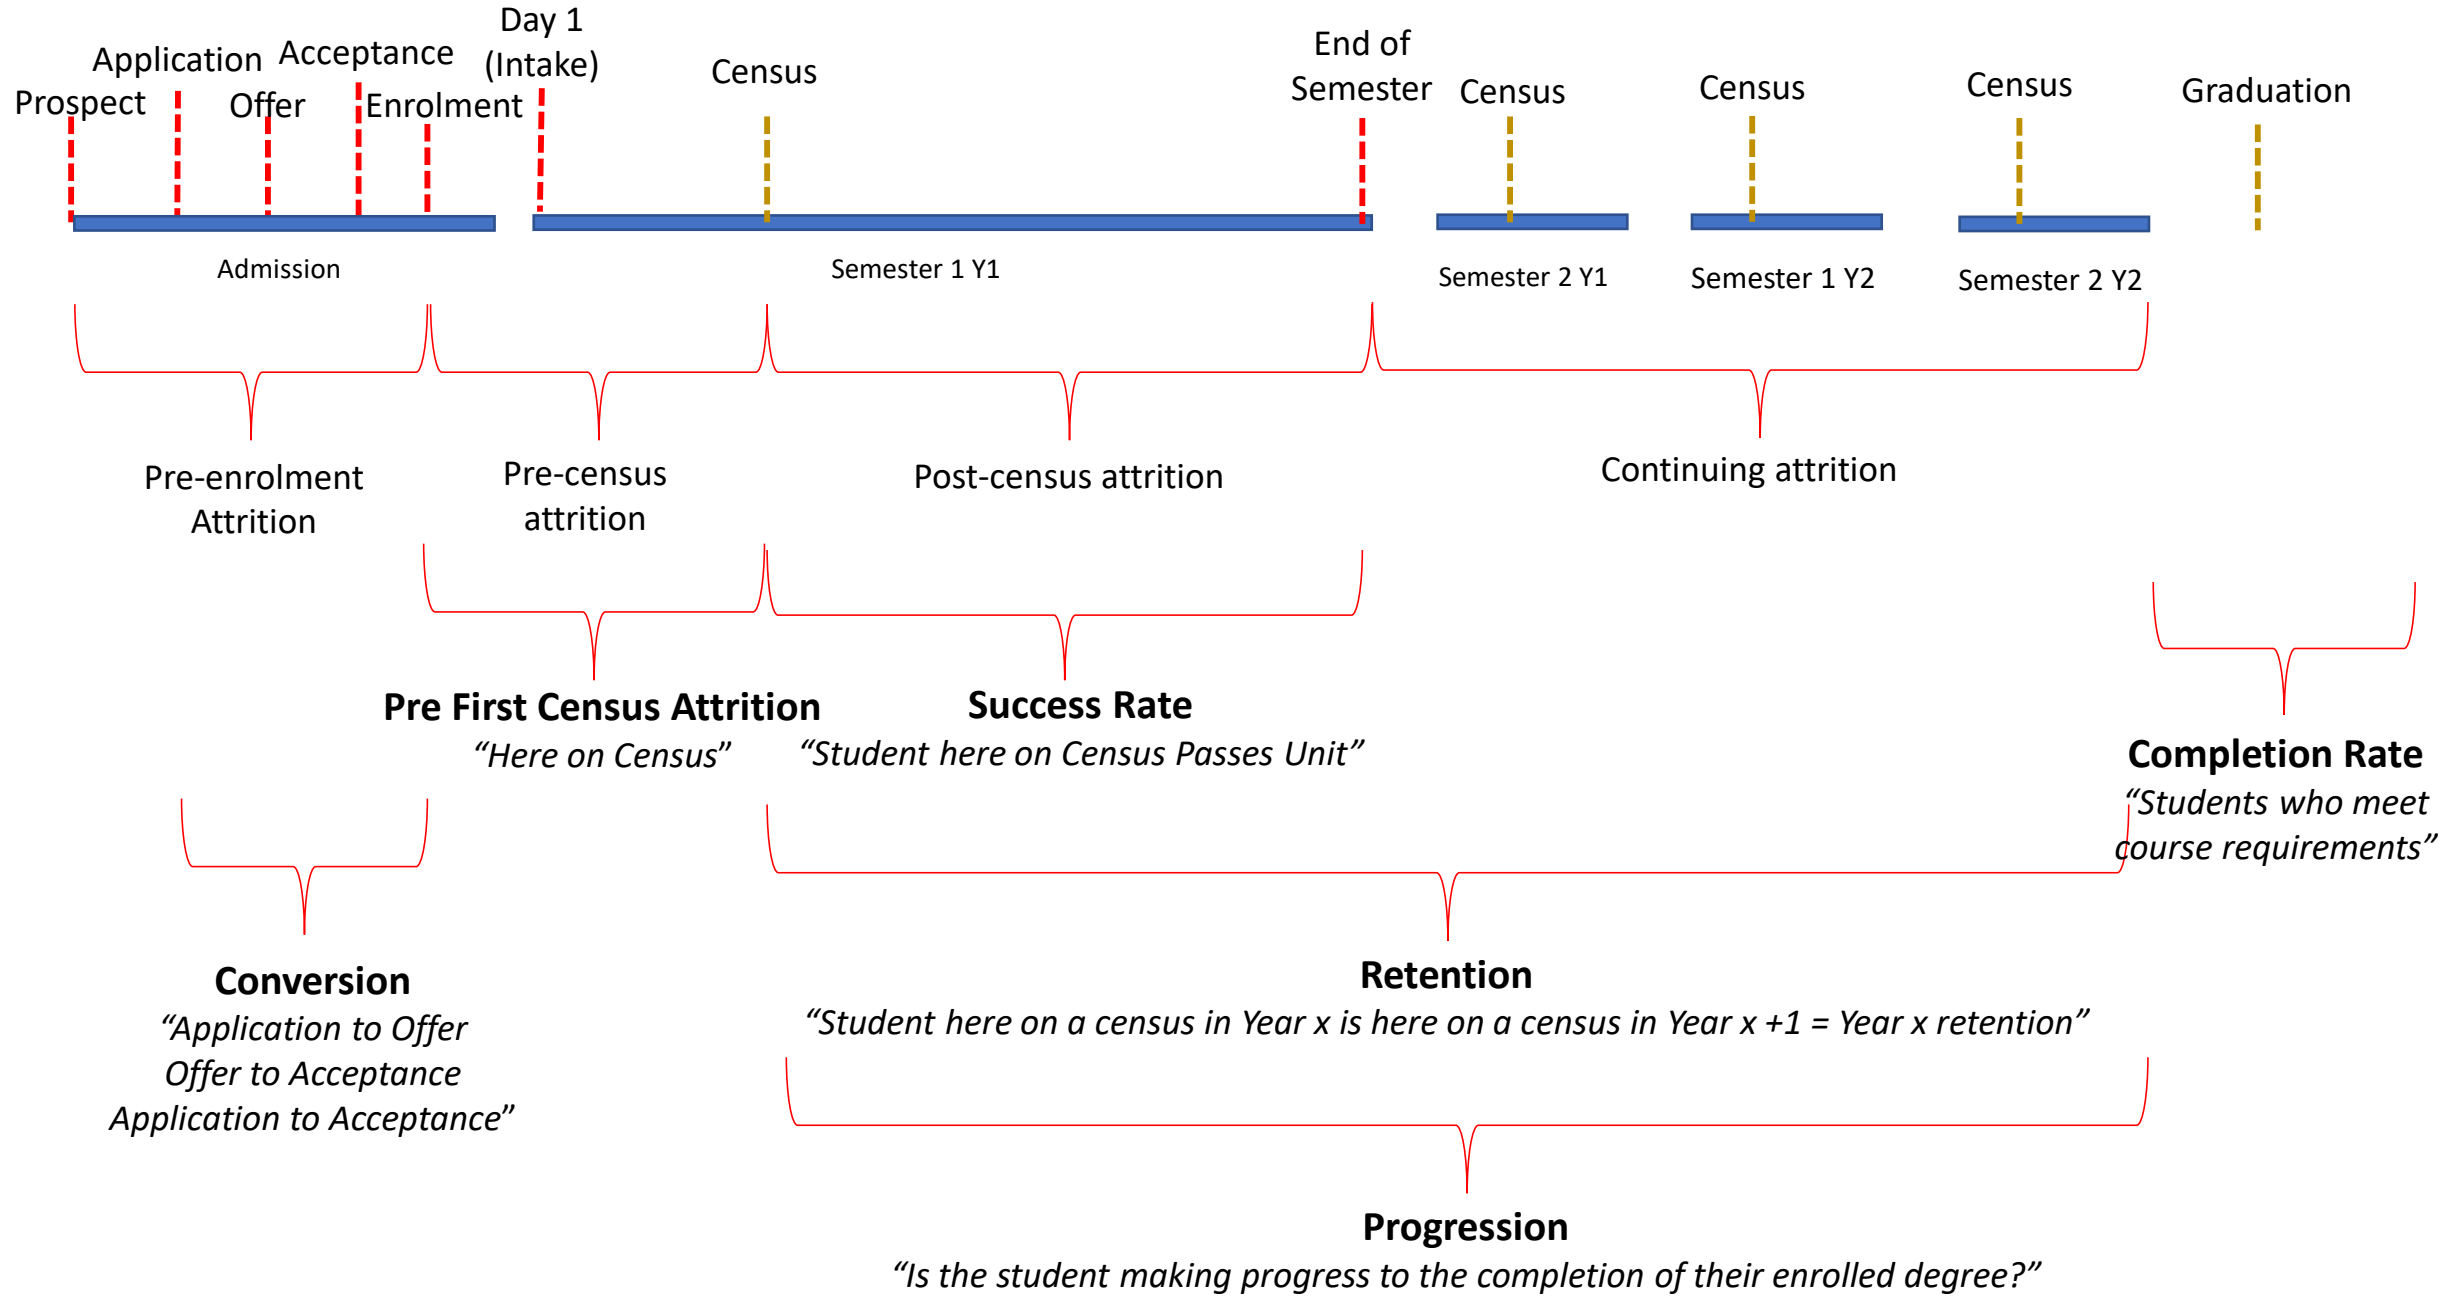 Day 1
(Intake)
Application
Acceptance
Prospect
Offer
Enrolment
Census
End of
Semester
Census
Census
Census
Graduation
Admission
Semester 1 Y1
Semester 2 Y1
Semester 1 Y2
Semester 2 Y2
Pre-enrolment
Attrition
Pre-census
attrition
Post-census attrition
Continuing attrition
Pre First Census Attrition
“Here on Census”
Success Rate
“Student here on Census Passes Unit”
Completion Rate
“Students who meet
course requirements”
Conversion
“Application to Offer
Offer to Acceptance
Application to Acceptance”
Retention
“Student here on a census in Year x is here on a census in Year x +1 = Year x retention”
Progression
“Is the student making progress to the completion of their enrolled degree?”